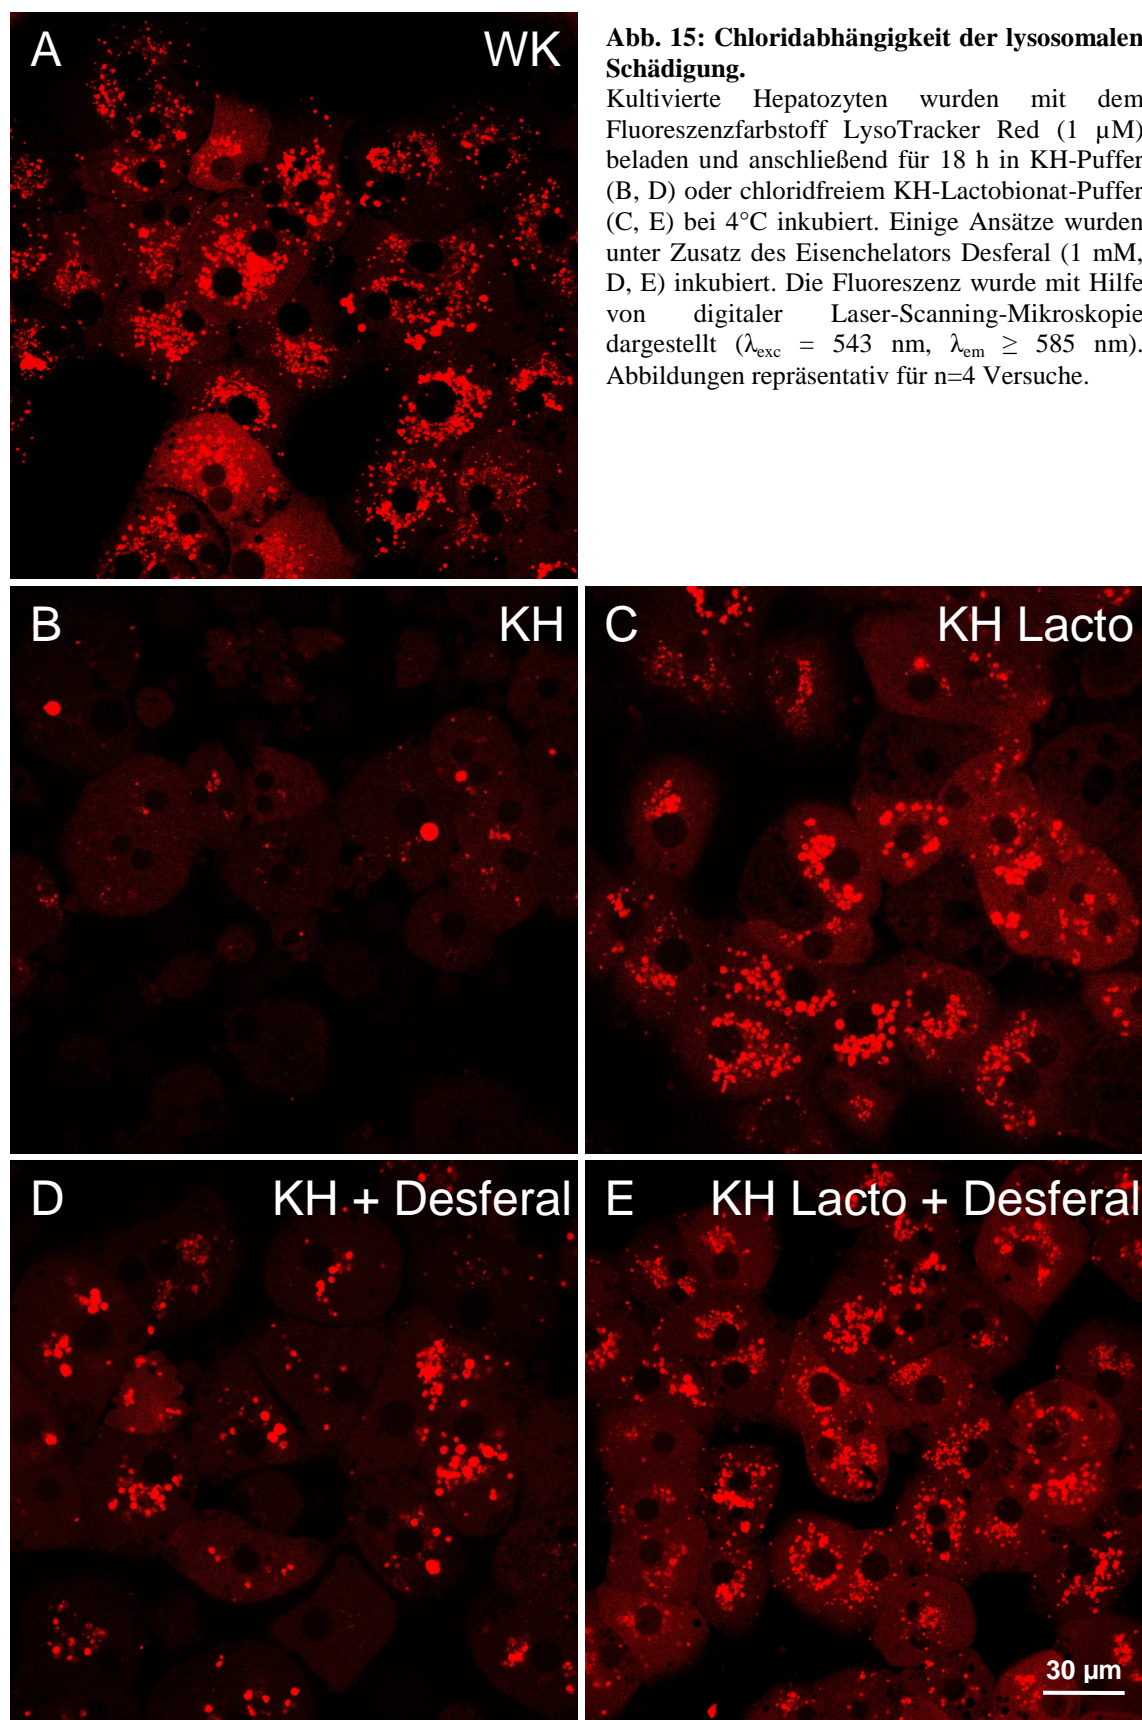 A
WK
Abb. 15: Chloridabhängigkeit der lysosomalen
Schädigung.
Kultivierte Hepatozyten wurden mit dem
Fluoreszenzfarbstoff LysoTracker Red (1 µM)
beladen und anschließend für 18 h in KH-Puffer
(B, D) oder chloridfreiem KH-Lactobionat-Puffer
(C, E) bei 4°C inkubiert. Einige Ansätze wurden
unter Zusatz des Eisenchelators Desferal (1 mM,
D, E) inkubiert. Die Fluoreszenz wurde mit Hilfe
von digitaler Laser-Scanning-Mikroskopie
dargestellt (λexc = 543 nm, λem ≥ 585 nm).
Abbildungen repräsentativ für n=4 Versuche.
B
KH
C
KH Lacto
D
KH + Desferal
E
KH Lacto + Desferal
30 µm